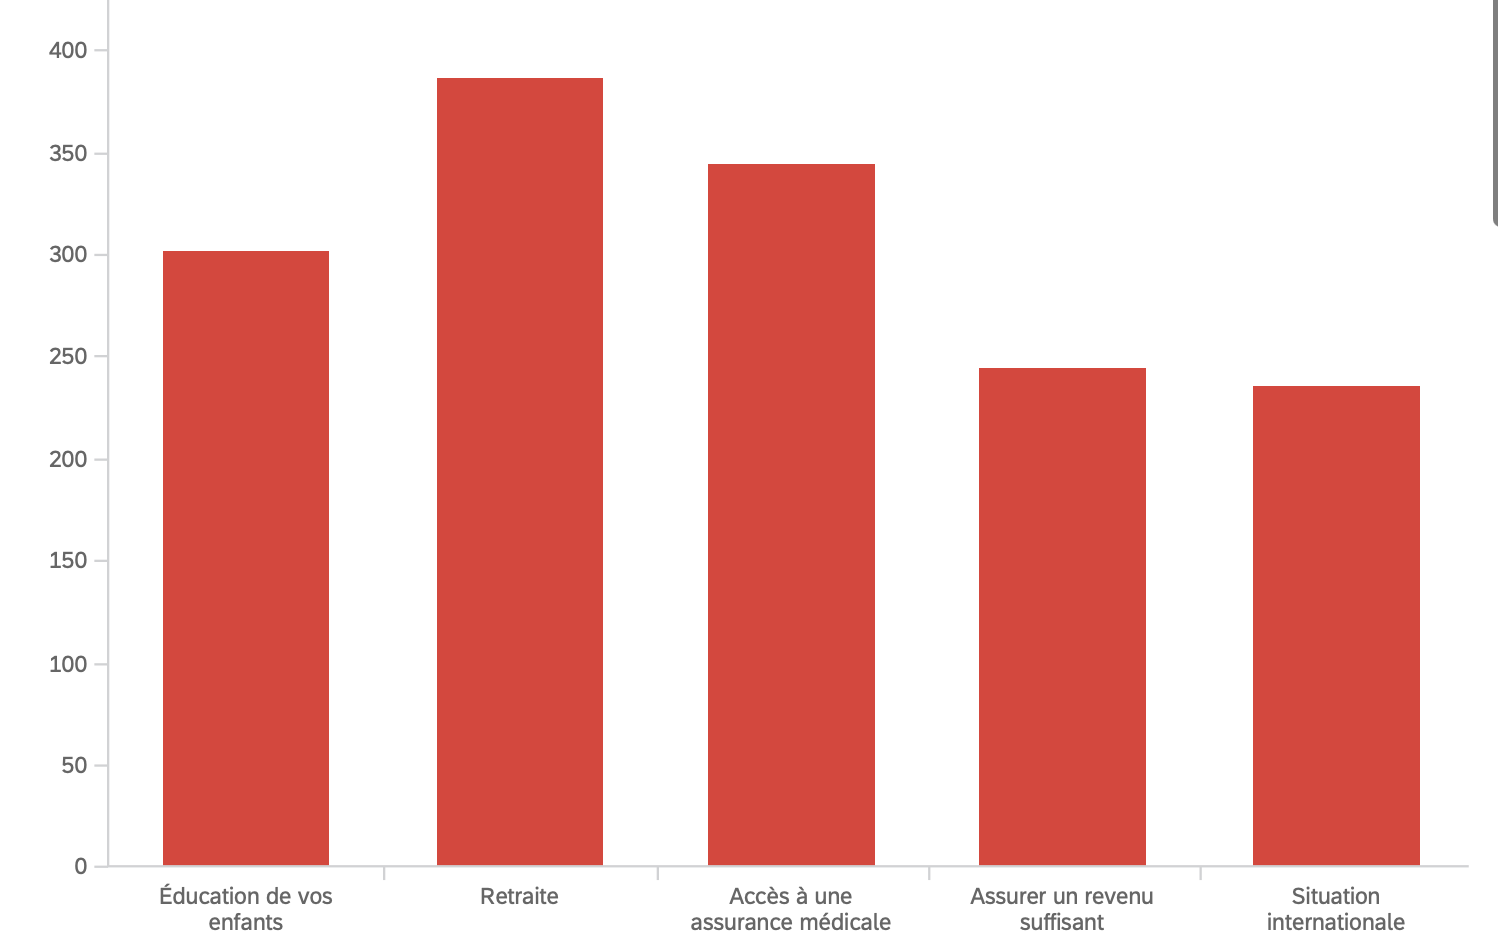 400
350
300
250
200
150
100
50
0
Éducation de vos
enfants
Retraite
Accès à une
assurance médicale
Assurer un revenu
suffisant
Situation
internationale